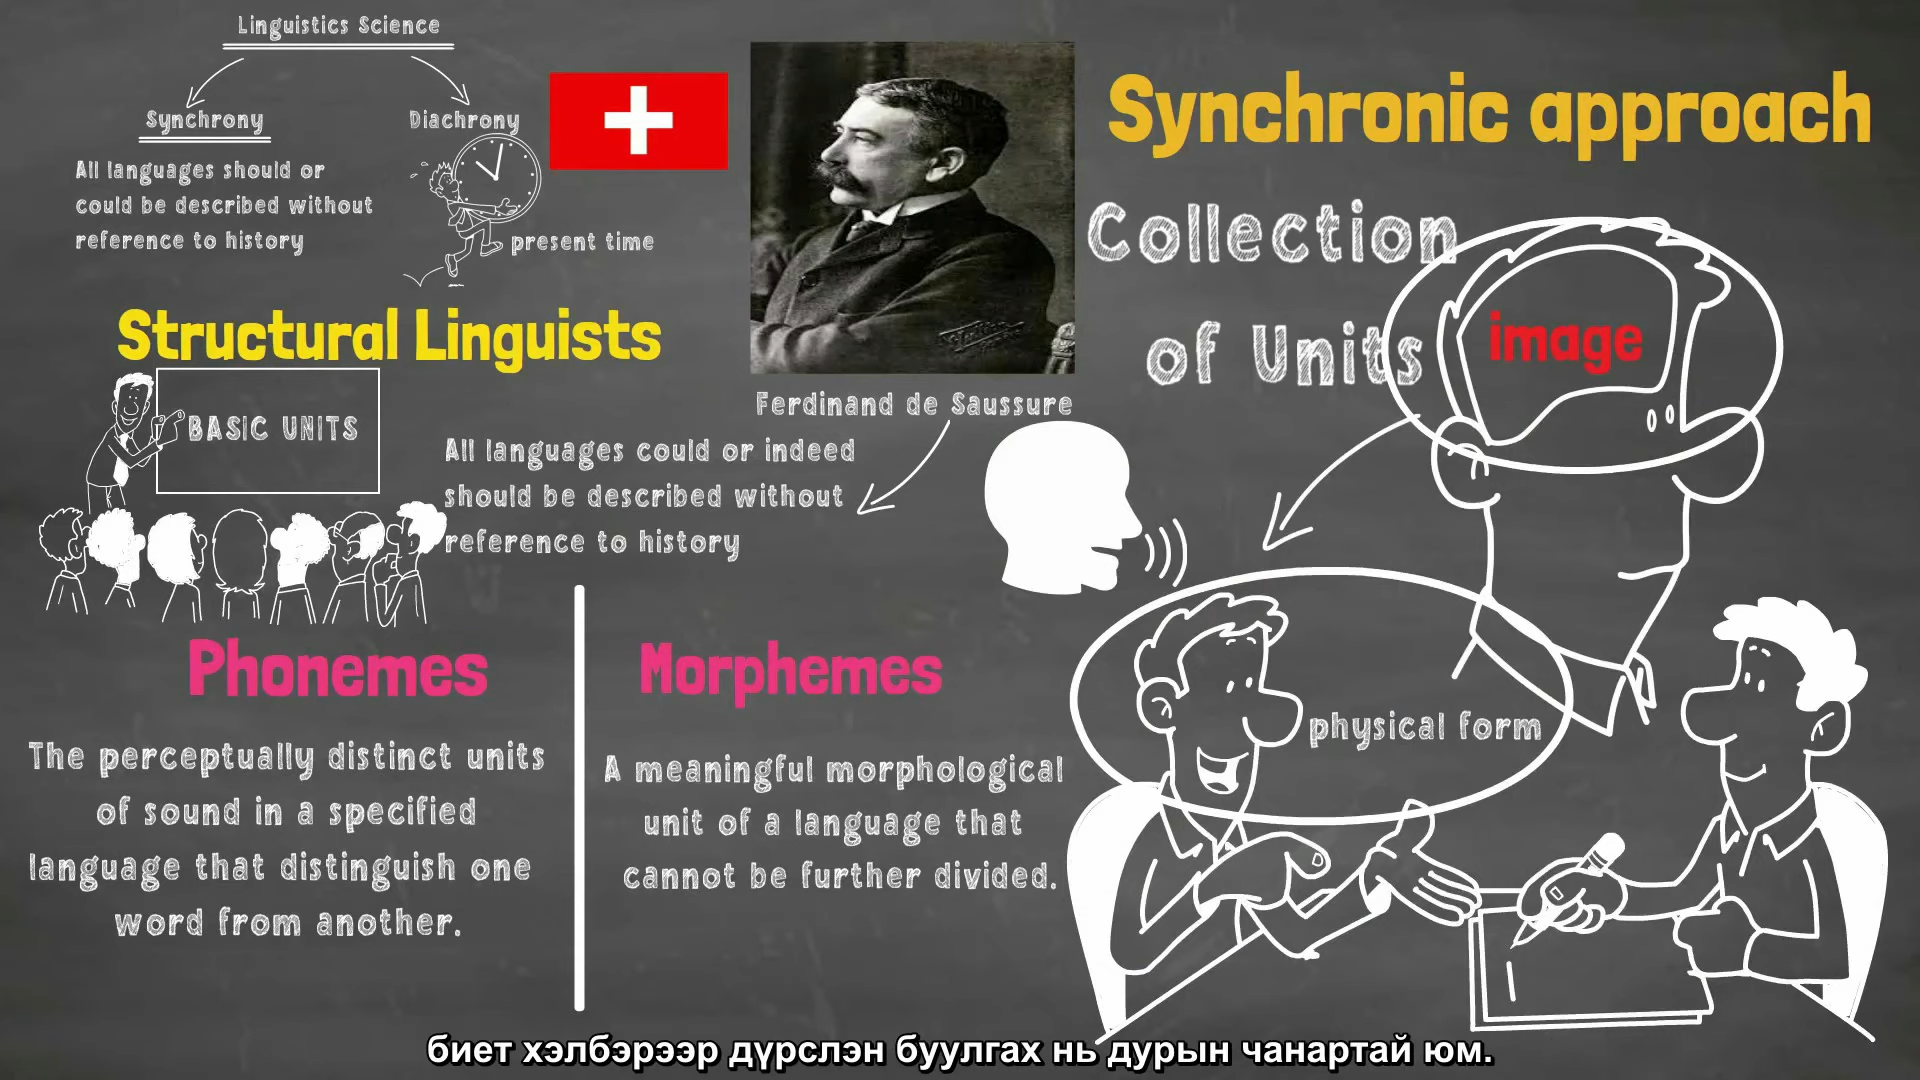 Linguistics Science
Synchrony
Diachrony
All languages should or
could be described without
reference to history
present time
Structural Linguists
BASIC UNITS
Ferdinand de Saussure
All languages could or indeed
should be described without
reference to history
Synchronic approach
Collection
of Units
image
physical form
Phonemes
The perceptually distinct units
of sound in a specified
language that distinguish one
word from another.
Morphemes
A meaningful morphological
unit of a language that
cannot be further divided.
биет хэлбэрээр дүрслэн буулгах нь дурын чанартай юм.